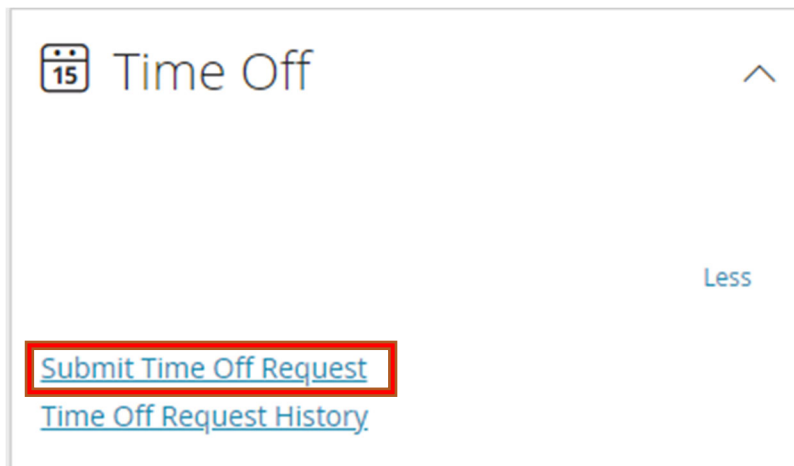 15 Time Off
Less
Submit Time Off Request
Time Off Request History